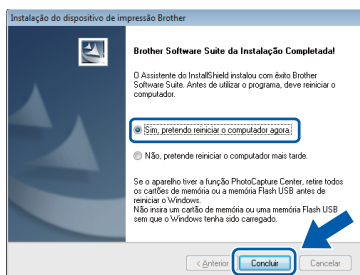 Instalação do dispositivo de impressão Brother
Brother Software Suite da Instalação Completada!
O Assistente do InstallShield instalou com êxito Brother
Software Suite. Antes de utilizar o programa, deve reiniciar o
computador.
Sim, pretendo reiniciar o computador agora.
Não, pretende reiniciar o computador mais tarde.
Se o aparelho tiver a função PhotoCapture Center, retire todos
os cartões de memória ou a memória Flash USB antes de
reiniciar o Windows.
Não insira um cartão de memória ou uma memória Flash USB
sem que o Windows tenha sido carregado.
< Anterior Concluir Cancelar